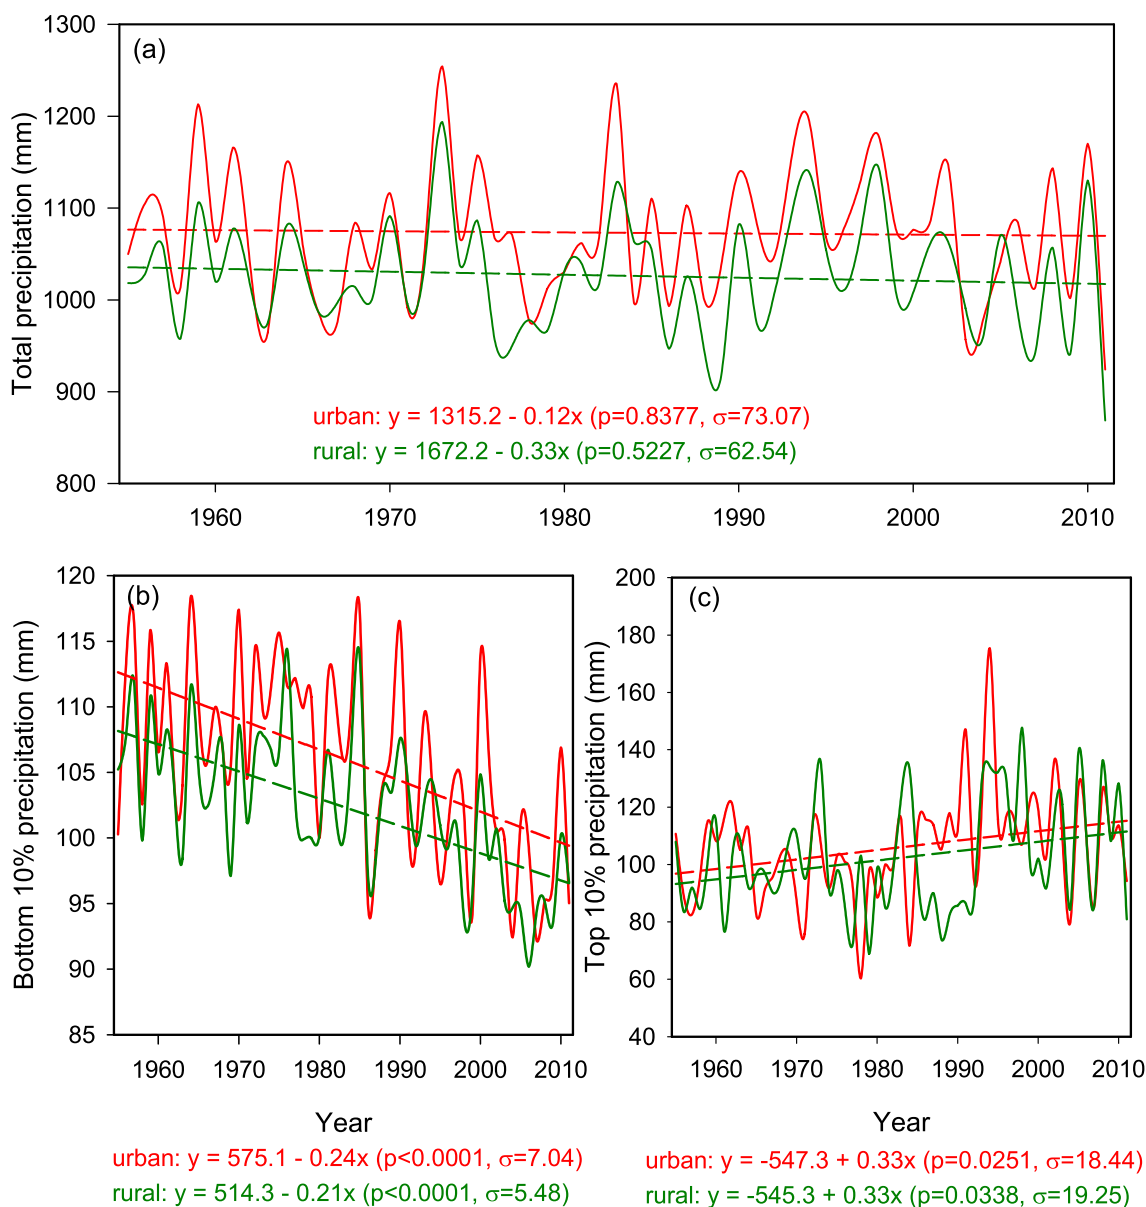 (a)
Total precipitation (mm)
1300
1200
1100
1000
900
800
urban: y = 1315.2 - 0.12x (p=0.8377, σ=73.07)
rural: y = 1672.2 - 0.33x (p=0.5227, σ=62.54)
1960 1970 1980 1990 2000 2010
(b)
Bottom 10% precipitation (mm)
120
115
110
105
100
95
90
85
1960 1970 1980 1990 2000 2010
Year
urban: y = 575.1 - 0.24x (p<0.0001, σ=7.04)
rural: y = 514.3 - 0.21x (p<0.0001, σ=5.48)
(c)
Top 10% precipitation (mm)
200
180
160
140
120
100
80
60
40
1960 1970 1980 1990 2000 2010
Year
urban: y = -547.3 + 0.33x (p=0.0251, σ=18.44)
rural: y = -545.3 + 0.33x (p=0.0338, σ=19.25)